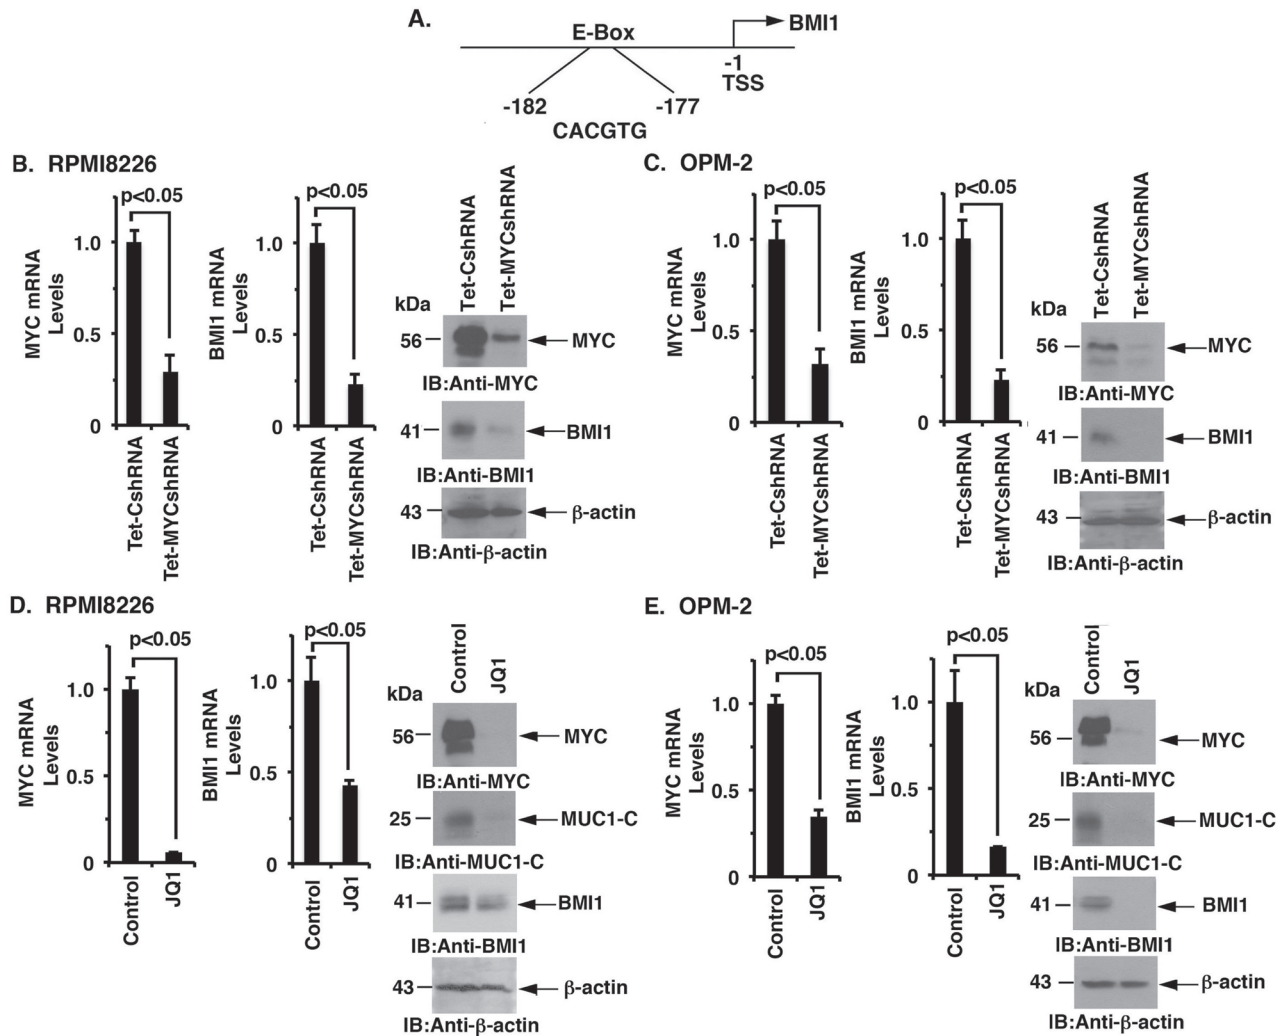 A.
E-Box
BMI1
-1
TSS
-182
-177
CACGTG
B. RPMI8226
p<0.05
MYC mRNA
Levels
1.0
0.5
0
Tet-CshRNA
Tet-MYCshRNA
p<0.05
BMI1 mRNA
Levels
1.0
0.5
0
Tet-CshRNA
Tet-MYCshRNA
kDa
Tet-CshRNA
Tet-MYCshRNA
56
MYC
IB:Anti-MYC
41
BMI1
IB:Anti-BMI1
43
β-actin
IB:Anti-β-actin
C. OPM-2
p<0.05
MYC mRNA
Levels
1.0
0.5
0
Tet-CshRNA
Tet-MYCshRNA
p<0.05
BMI1 mRNA
Levels
1.0
0.5
0
Tet-CshRNA
Tet-MYCshRNA
kDa
Tet-CshRNA
Tet-MYCshRNA
56
MYC
IB:Anti-MYC
41
BMI1
IB:Anti-BMI1
43
β-actin
IB:Anti-β-actin
D. RPMI8226
p<0.05
MYC mRNA
Levels
1.0
0.5
0
Control
JQ1
p<0.05
BMI1 mRNA
Levels
1.0
0.5
0
Control
JQ1
kDa
Control
JQ1
56
MYC
IB:Anti-MYC
25
MUC1-C
IB:Anti-MUC1-C
41
BMI1
IB:Anti-BMI1
43
β-actin
IB:Anti-β-actin
E. OPM-2
p<0.05
MYC mRNA
Levels
1.0
0.5
0
Control
JQ1
p<0.05
BMI1 mRNA
Levels
1.0
0.5
0
Control
JQ1
kDa
Control
JQ1
56
MYC
IB:Anti-MYC
25
MUC1-C
IB:Anti-MUC1-C
41
BMI1
IB:Anti-BMI1
43
β-actin
IB:Anti-β-actin